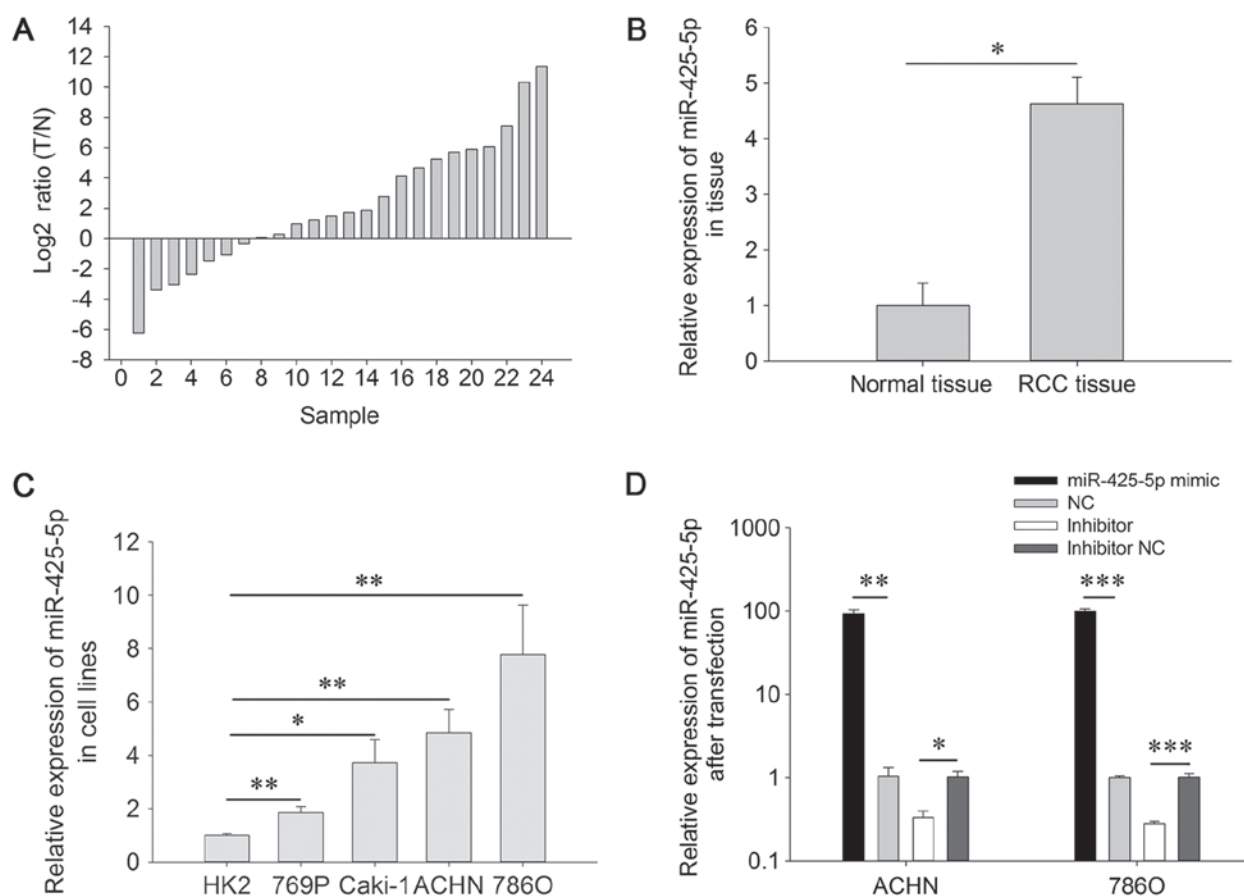 A
Log2 ratio (T/N)
14
12
10
8
6
4
2
0
-2
-4
-6
-8
0 2 4 6 8 10 12 14 16 18 20 22 24
Sample
B
Relative expression of miR-425-5p
in tissue
6
5
4
3
2
1
0
*
Normal tissue RCC tissue
C
Relative expression of miR-425-5p
in cell lines
12
10
8
6
4
2
0
**
**
*
**
HK2 769P Caki-1 ACHN 786O
D
miR-425-5p mimic
NC
Inhibitor
Inhibitor NC
Relative expression of miR-425-5p
after transfection
1000
100
10
1
0.1
** ***
* ***
ACHN 786O